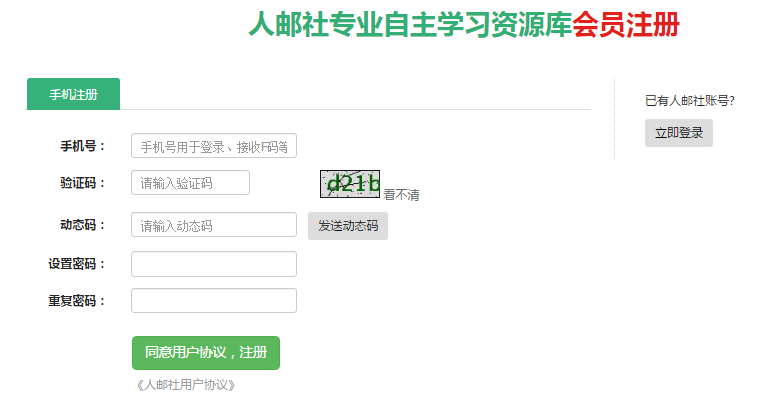 人邮社专业自主学习资源库会员注册
手机注册
已有人邮社账号?
立即登录
手机号：
手机号用于登录、接收F码等
验证码：
请输入验证码
d21b
看不清
动态码：
请输入动态码
发送动态码
设置密码：
重复密码：
同意用户协议，注册
《人邮社用户协议》